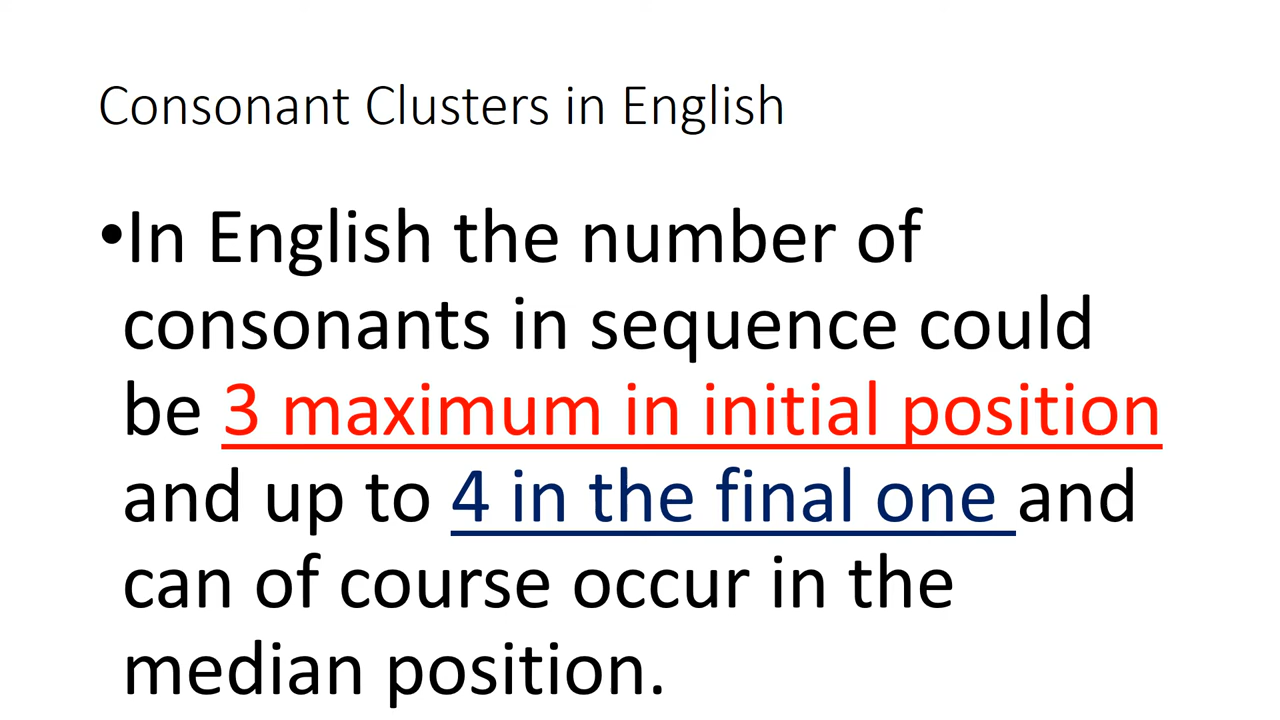 Consonant Clusters in English
•In English the number of
consonants in sequence could
be 3 maximum in initial position
and up to 4 in the final one and
can of course occur in the
median position.